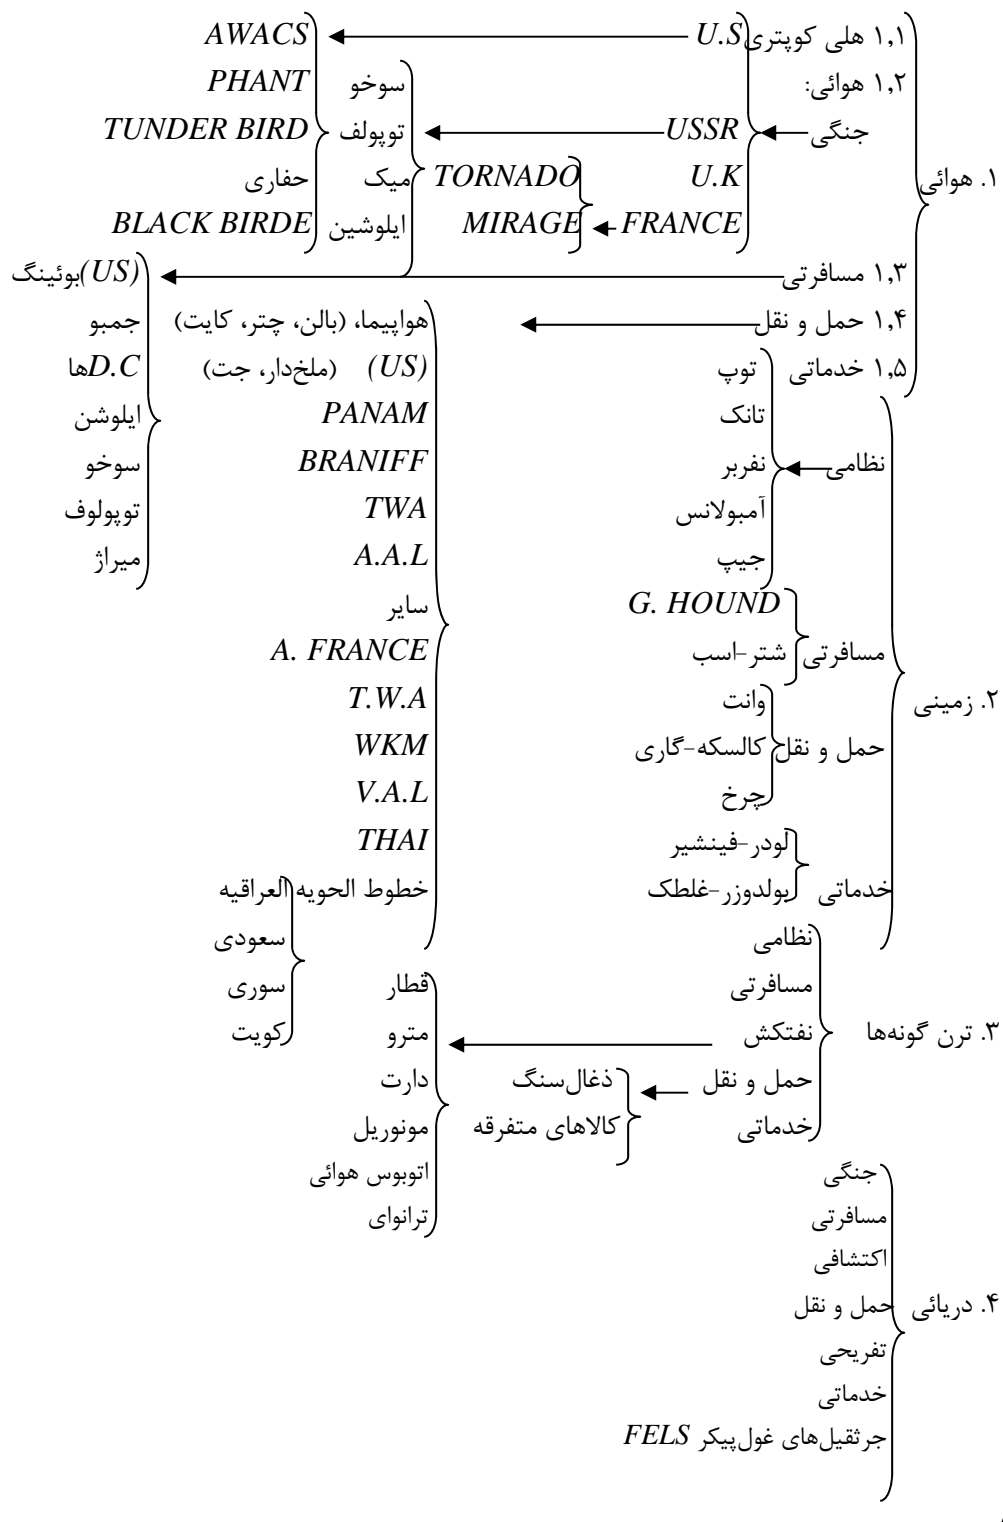 ۱,۱ هلی کوپتری U.S AWACS
۱,۲ هوائی: سوخو PHANT
جنگی USSR توپولف TUNDER BIRD
۱. هوائی U.K TORNADO میک حفاری
FRANCE MIRAGE ایلوشین BLACK BIRDE
۱,۳ مسافرتی بوئینگ(US)
۱,۴ حمل و نقل هواپیما، (بالن، چتر، کایت) جمبو
۱,۵ خدماتی توپ (US) (ملخ‌دار، جت) D.Cها
تانک PANAM ایلوشن
نظامی نفربر BRANIFF سوخو
آمبولانس TWA توپولوف
جیپ A.A.L میراژ
G. HOUND سایر
مسافرتی شتر-اسب A. FRANCE
۲. زمینی وانت T.W.A
حمل و نقل کالسکه-گاری WKM
چرخ V.A.L
لودر-فینشیر THAI
خدماتی بولدوزر-غلطک خطوط الحویه العراقیه
نظامی سعودی
مسافرتی قطار سوری
۳. ترن گونه‌ها نفتکش مترو کویت
حمل و نقل ذغال‌سنگ دارت
خدماتی کالاهای متفرقه مونوریل
جنگی اتوبوس هوائی
مسافرتی ترانوای
اکتشافی
۴. دریائی حمل و نقل
تفریحی
خدماتی
جرثقیل‌های غول‌پیکر FELS